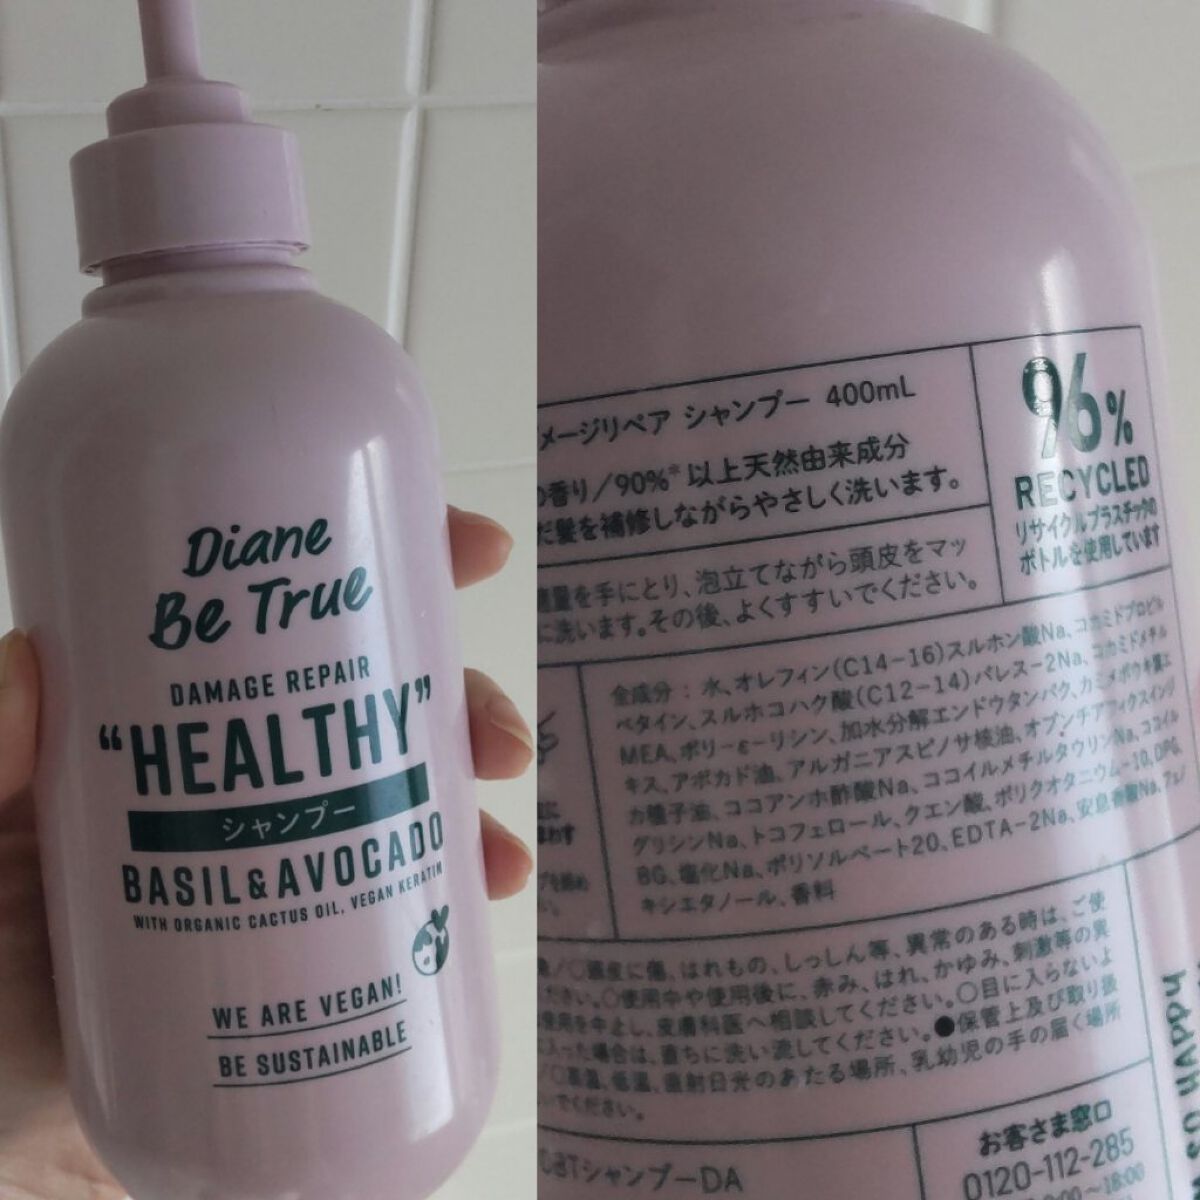 Diane
Be True
DAMAGE REPAIR
“HEALTHY”
シャンプー
BASIL & AVOCADO
WITH ORGANIC CACTUS OIL, VEGAN KERATIN
WE ARE VEGAN!
BE SUSTAINABLE
メージリペア シャンプー 400mL
の香り/90%*以上天然由来成分
だ髪を補修しながらやさしく洗います。
96%
RECYCLED
リサイクルプラスチックの
ボトルを使用しています
適量を手にとり、泡立てながら頭皮をマッ
に洗います。その後、よくすすいでください。
全成分：水、オレフィン(C14-16)スルホン酸Na、コカミドプロピル
ベタイン、スルホコハク酸(C12-14)パレス-2Na、コカミドメチル
MEA、ポリ-ε-リシン、加水分解エンドウタンパク、カミメボウキ葉エ
キス、アボカド油、アルガニアスピノサ核油、オプンチアフィクスインジ
カ種子油、ココアンホ酢酸Na、ココイルメチルタウリンNa、ココイル
グリシンNa、トコフェロール、クエン酸、ポリクオタニウム-10、DPG、
BG、塩化Na、ポリソルベート20、EDTA-2Na、安息香酸Na、フェノ
キシエタノール、香料
○頭皮に傷、はれもの、しっしん等、異常のある時は、ご使
ださい。○使用中や使用後に、赤み、はれ、かゆみ、刺激等の異
使用を中止し、皮膚科医へ相談してください。○目に入らないよ
に入った場合は、直ちに洗い流してください。●保管上及び取り扱
/○高温、低温、直射日光のあたる場所、乳幼児の手の届く場所
いでください。
CBTシャンプーDA
お客さま窓口
0120-112-285
～18:00